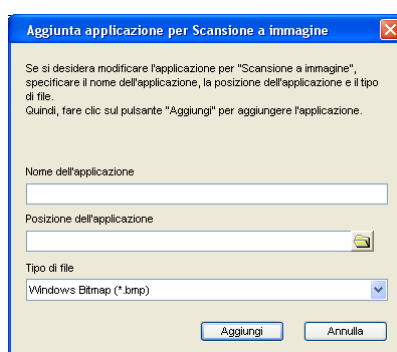 Aggiunta applicazione per Scansione a immagine
Se si desidera modificare l'applicazione per "Scansione a immagine",
specificare il nome dell'applicazione, la posizione dell'applicazione e il tipo
di file.
Quindi, fare clic sul pulsante "Aggiungi" per aggiungere l'applicazione.
Nome dell'applicazione
Posizione dell'applicazione
Tipo di file
Windows Bitmap (*.bmp)
Aggiungi Annulla